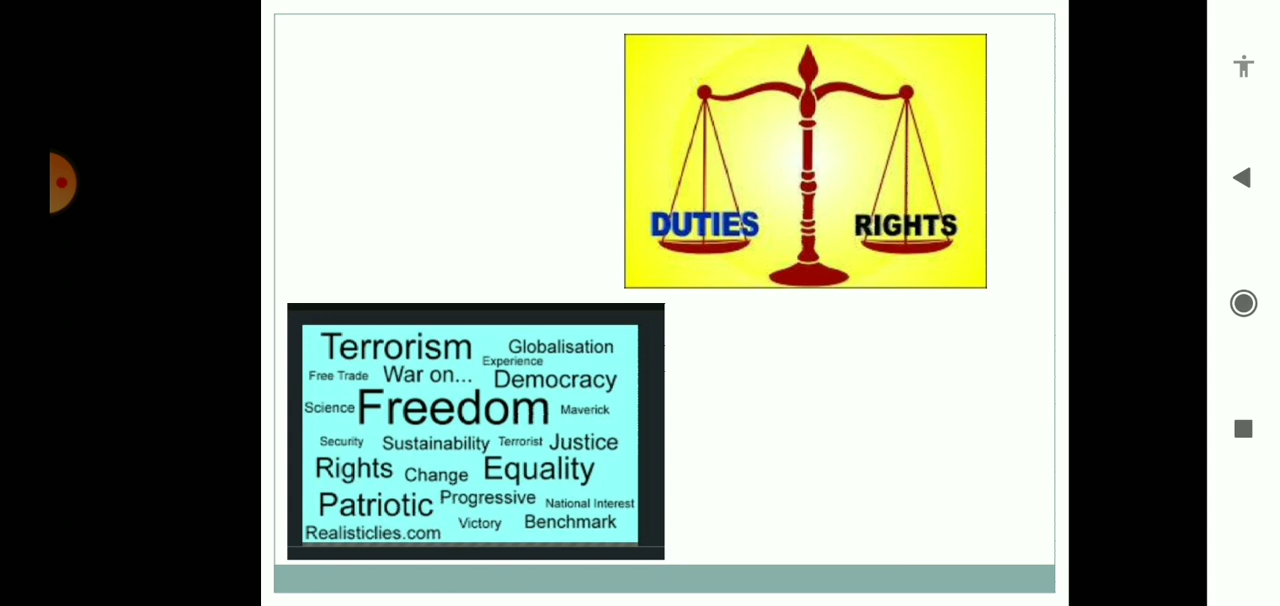 DUTIES RIGHTS
Terrorism Globalisation
Experience
Free Trade War on... Democracy
Science Freedom Maverick
Security Sustainability Terrorist Justice
Rights Change Equality
Patriotic Progressive National Interest
Victory Benchmark
Realisticlies.com